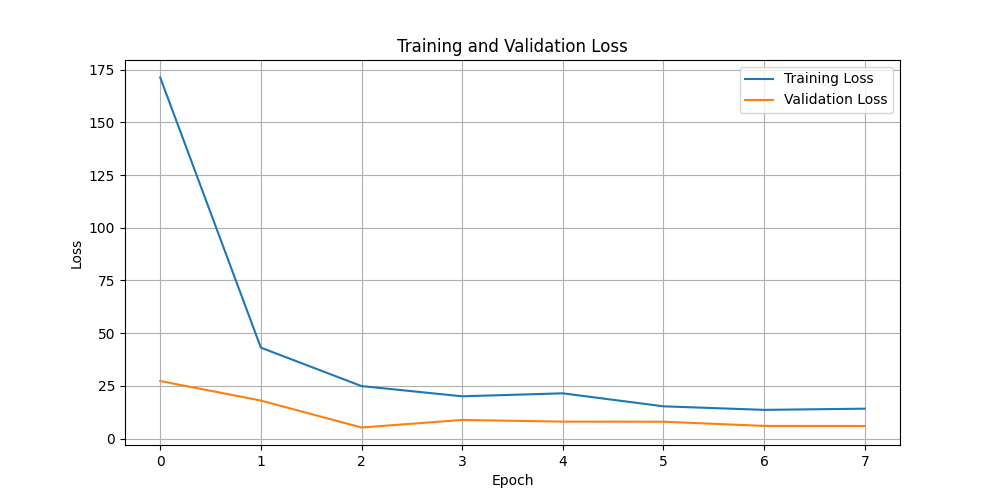 Training and Validation Loss
Training Loss
Validation Loss
175
150
125
100
75
50
25
0
Loss
0 1 2 3 4 5 6 7
Epoch